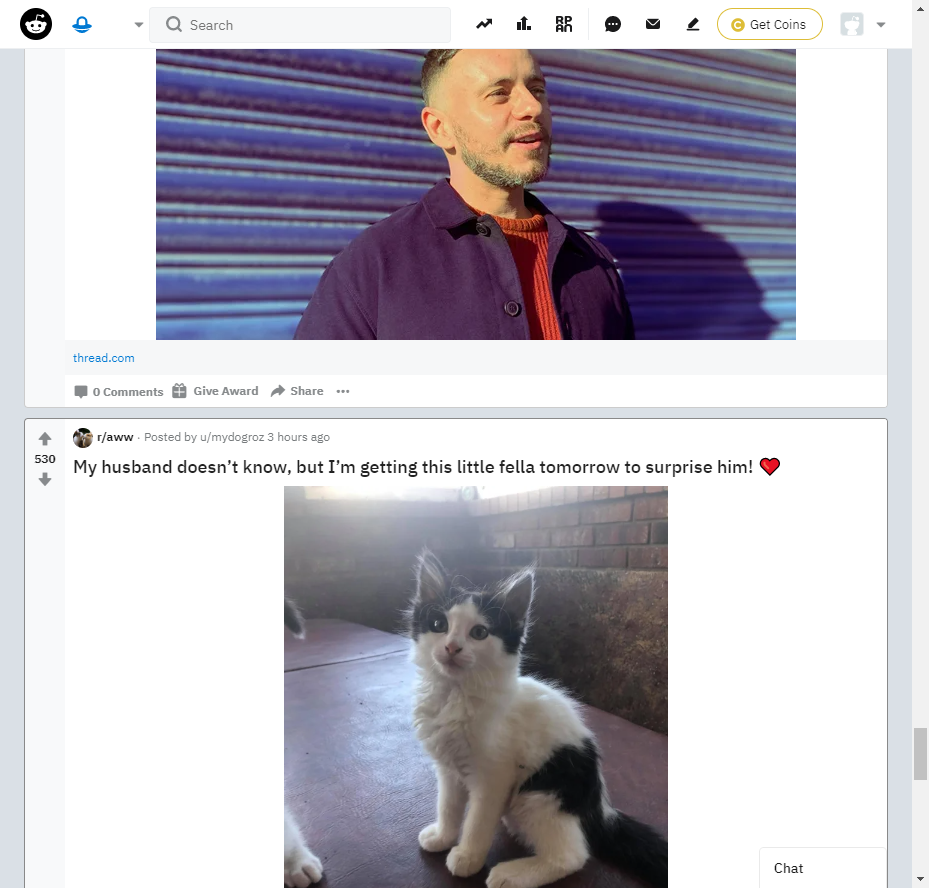 Search
Get Coins
thread.com
0 Comments Give Award Share
530
r/aww · Posted by u/mydogroz 3 hours ago
My husband doesn’t know, but I’m getting this little fella tomorrow to surprise him! ❤️
Chat